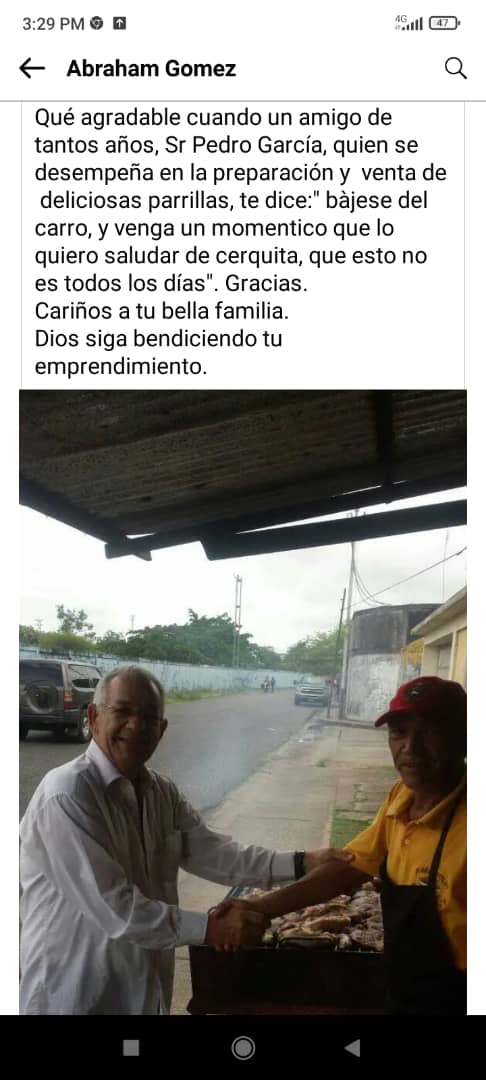 3:29 PM
4G
47
Abraham Gomez
Qué agradable cuando un amigo de
tantos años, Sr Pedro García, quien se
desempeña en la preparación y  venta de
deliciosas parrillas, te dice:" bàjese del
carro, y venga un momentico que lo
quiero saludar de cerquita, que esto no
es todos los días". Gracias.
Cariños a tu bella familia.
Dios siga bendiciendo tu
emprendimiento.